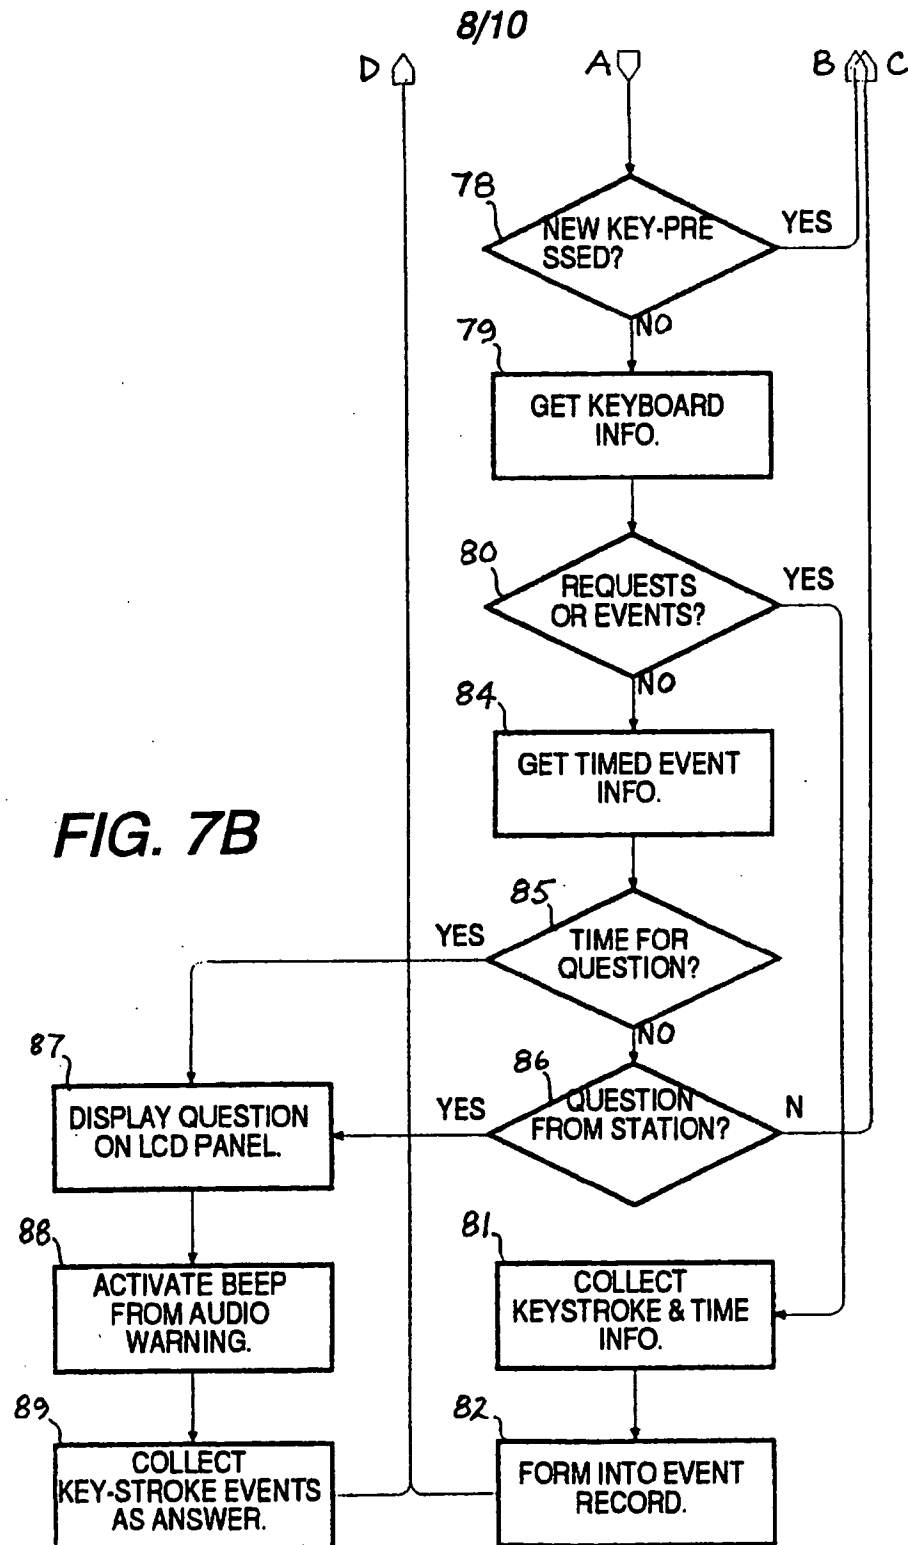 8/10
D
A
B
C
78
NEW KEY-PRE
SSED?
YES
NO
79
GET KEYBOARD
INFO.
80
REQUESTS
OR EVENTS?
YES
NO
84
GET TIMED EVENT
INFO.
FIG. 7B
85
YES
TIME FOR
QUESTION?
NO
87
86
DISPLAY QUESTION
ON LCD PANEL.
YES
QUESTION
FROM STATION?
N
88
ACTIVATE BEEP
FROM AUDIO
WARNING.
81
COLLECT
KEYSTROKE & TIME
INFO.
89
COLLECT
KEY-STROKE EVENTS
AS ANSWER.
82
FORM INTO EVENT
RECORD.